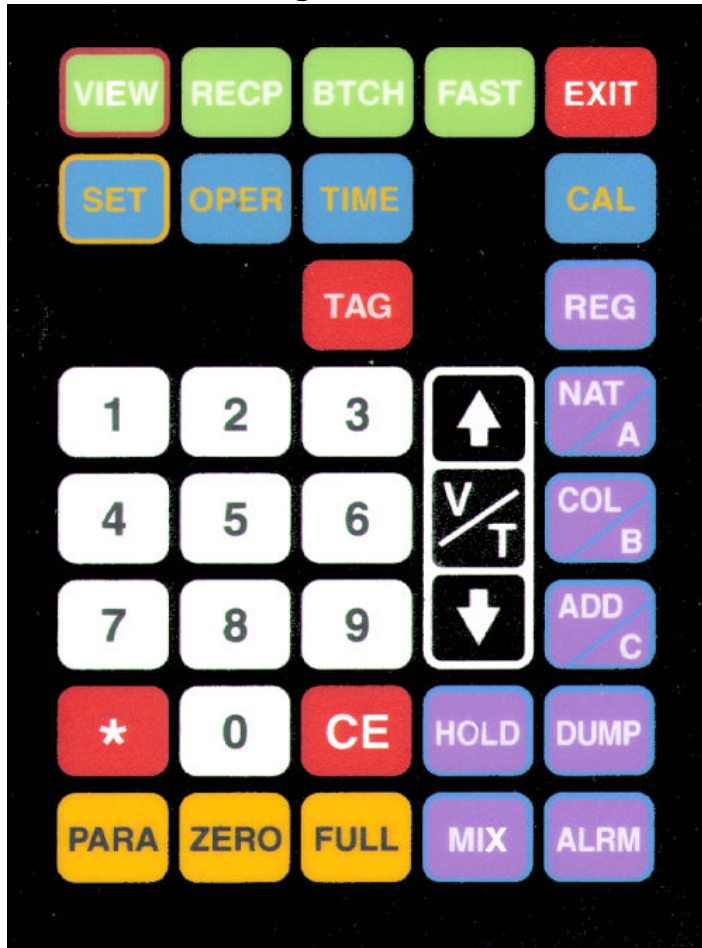 VIEW RECP BTCH FAST EXIT
SET OPER TIME CAL
TAG REG
1 2 3 NAT/A
4 5 6 V/T COL/B
7 8 9 ADD/C
* 0 CE HOLD DUMP
PARA ZERO FULL MIX ALRM